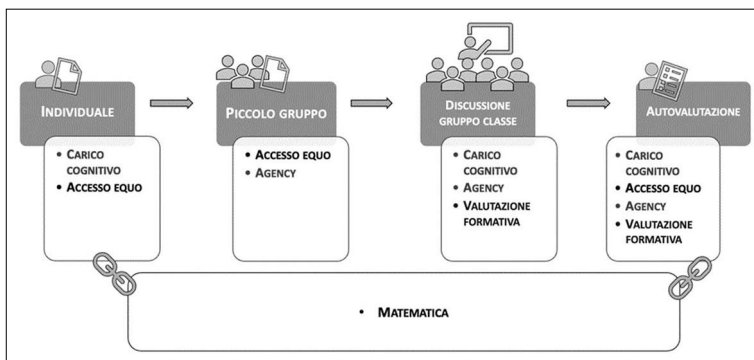 INDIVIDUALE
• CARICO
COGNITIVO
• ACCESSO EQUO
PICCOLO GRUPPO
• ACCESSO EQUO
• AGENCY
DISCUSSIONE
GRUPPO CLASSE
• CARICO
COGNITIVO
• AGENCY
• VALUTAZIONE
FORMATIVA
AUTOVALUTAZIONE
• CARICO
COGNITIVO
• ACCESSO EQUO
• AGENCY
• VALUTAZIONE
FORMATIVA
• MATEMATICA